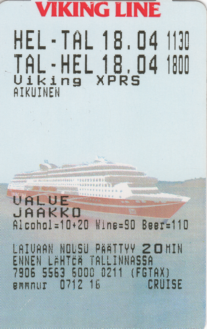 VIKING LINE
HEL-TAL 18.04 1130
TAL-HEL 18.04 1800
Viking XPRS
AIKUINEN
VALVE
JAAKKO
Alcohol=10+20 Wine=90 Beer=110
LAIVAAN NOUSU PÄÄTTYY 20 MIN
ENNEN LÄHTÖÄ TALLINNASSA
7906 5563 5000 0211 (FGTAX)
emmnur 0712 16 CRUISE